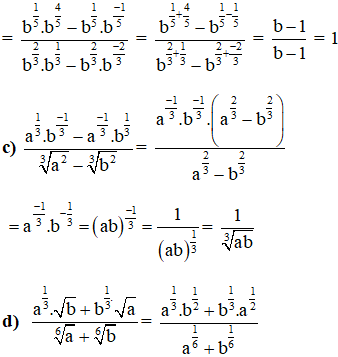 $= \frac{b^{\frac{1}{5}}.b^{\frac{4}{5}} - b^{\frac{1}{5}}.b^{\frac{-1}{5}}}{b^{\frac{2}{3}}.b^{\frac{1}{3}} - b^{\frac{2}{3}}.b^{\frac{-2}{3}}} = \frac{b^{\frac{1}{5}+\frac{4}{5}} - b^{\frac{1}{5}-\frac{1}{5}}}{b^{\frac{2}{3}+\frac{1}{3}} - b^{\frac{2}{3}+\frac{-2}{3}}} = \frac{b-1}{b-1} = 1$
c) $\frac{a^{\frac{1}{3}}.b^{\frac{-1}{3}} - a^{\frac{-1}{3}}.b^{\frac{1}{3}}}{\sqrt[3]{a^2} - \sqrt[3]{b^2}} = \frac{a^{\frac{-1}{3}}.b^{\frac{-1}{3}}.\left(a^{\frac{2}{3}} - b^{\frac{2}{3}}\right)}{a^{\frac{2}{3}} - b^{\frac{2}{3}}}$
$= a^{\frac{-1}{3}}.b^{-\frac{1}{3}} = (ab)^{\frac{-1}{3}} = \frac{1}{(ab)^{\frac{1}{3}}} = \frac{1}{\sqrt[3]{ab}}$
d) $\frac{a^{\frac{1}{3}}.\sqrt{b} + b^{\frac{1}{3}}.\sqrt{a}}{\sqrt[6]{a} + \sqrt[6]{b}} = \frac{a^{\frac{1}{3}}.b^{\frac{1}{2}} + b^{\frac{1}{3}}.a^{\frac{1}{2}}}{a^{\frac{1}{6}} + b^{\frac{1}{6}}}$